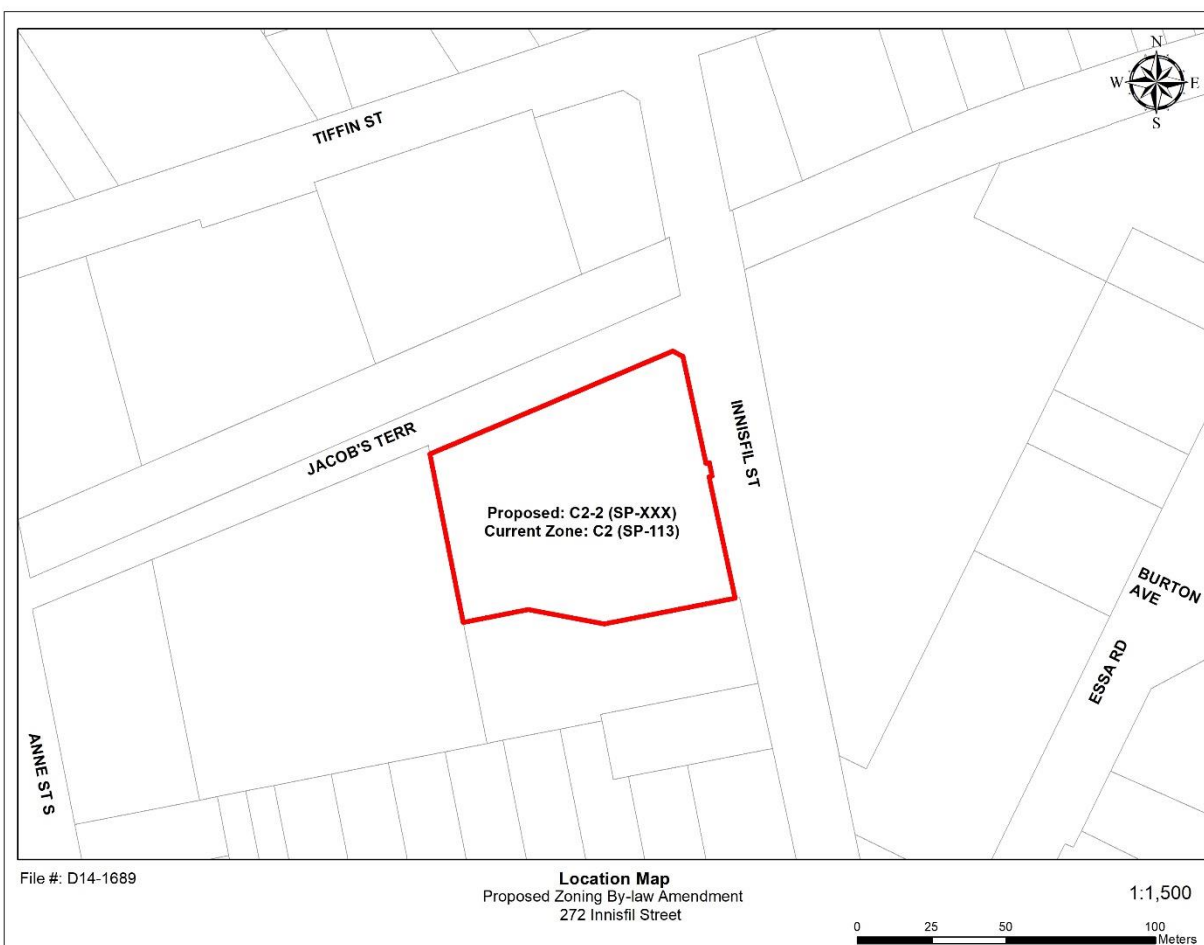 N
W E
S
TIFFIN ST
JACOB'S TERR
INNISFIL ST
Proposed: C2-2 (SP-XXX)
Current Zone: C2 (SP-113)
BURTON
AVE
ESSA RD
ANNE ST S
File #: D14-1689
Location Map
Proposed Zoning By-law Amendment
272 Innisfil Street
1:1,500
0 25 50 100
Meters